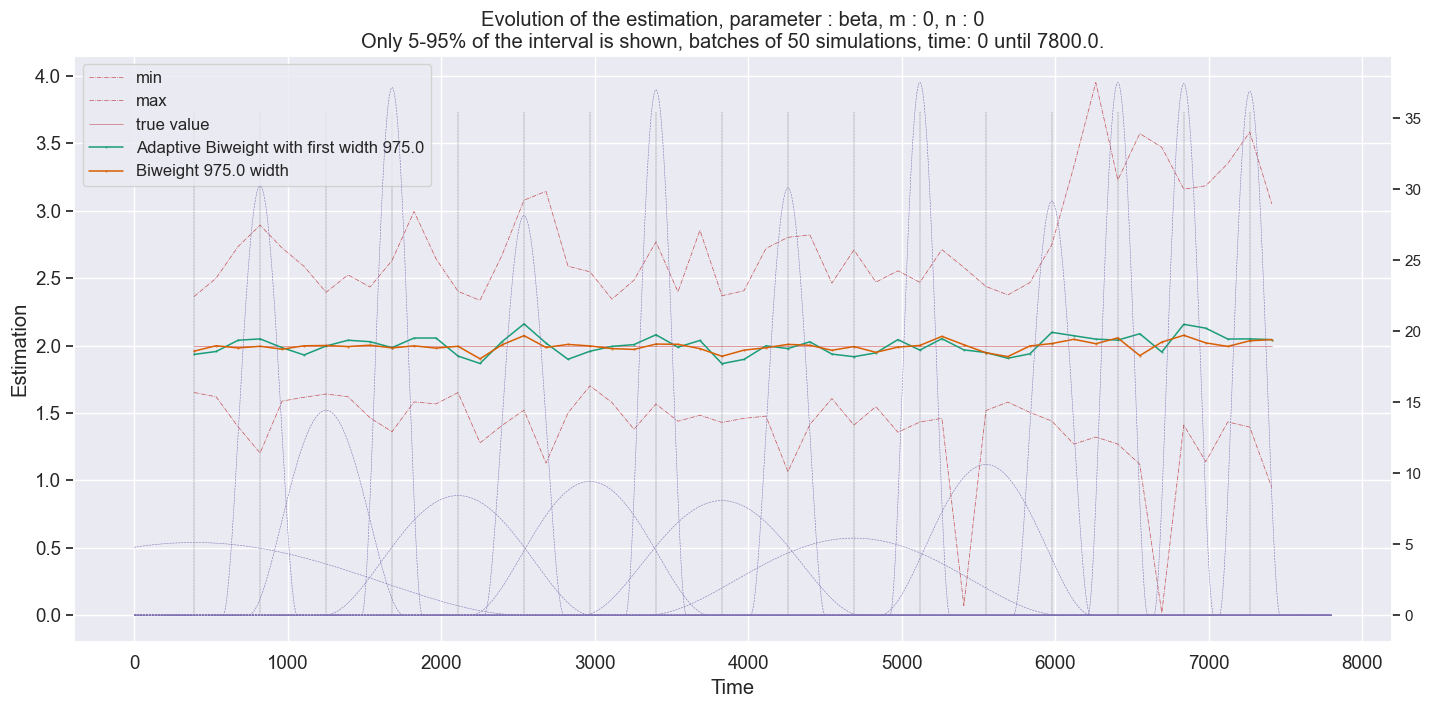 Evolution of the estimation, parameter : beta, m : 0, n : 0
Only 5-95% of the interval is shown, batches of 50 simulations, time: 0 until 7800.0.
min
max
true value
Adaptive Biweight with first width 975.0
Biweight 975.0 width
Estimation
4.0
3.5
3.0
2.5
2.0
1.5
1.0
0.5
0.0
35
30
25
20
15
10
5
0
0 1000 2000 3000 4000 5000 6000 7000 8000
Time